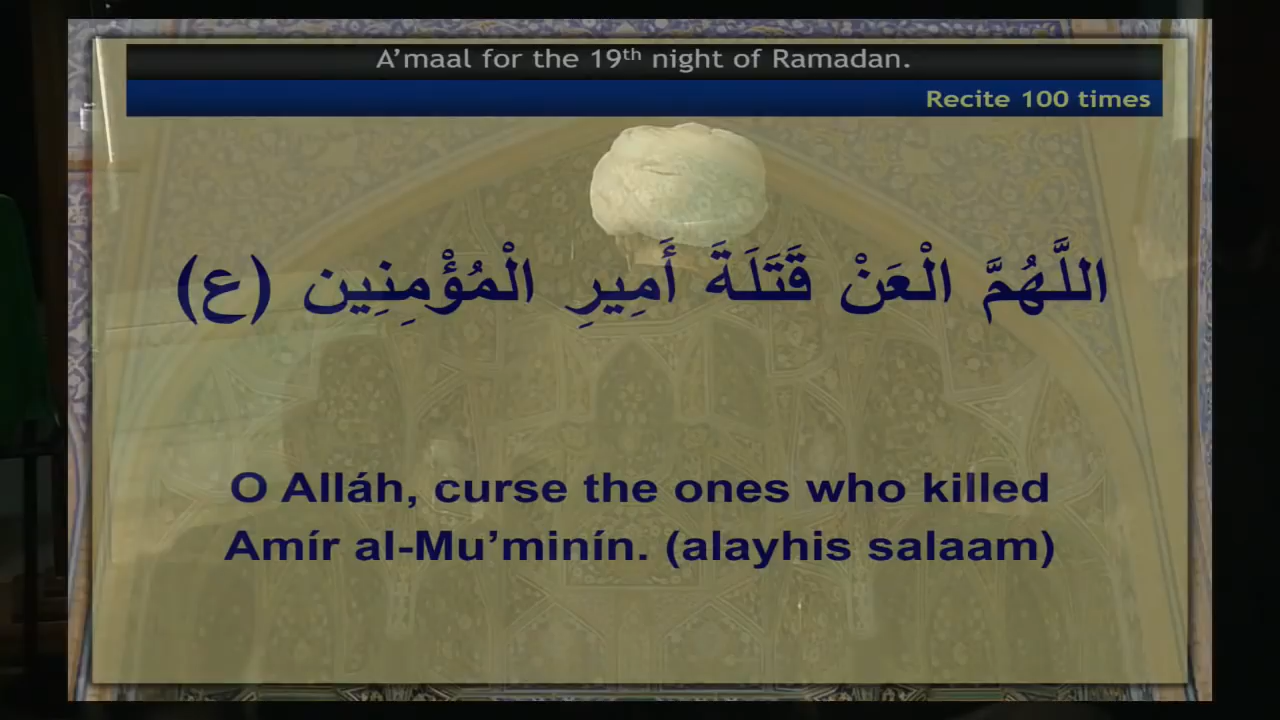 A’maal for the 19th night of Ramadan.
Recite 100 times
اللَّهُمَّ الْعَنْ قَتَلَةَ أَمِيرِ الْمُؤْمِنِين (ع)
O Alláh, curse the ones who killed
Amír al-Mu’minín. (alayhis salaam)